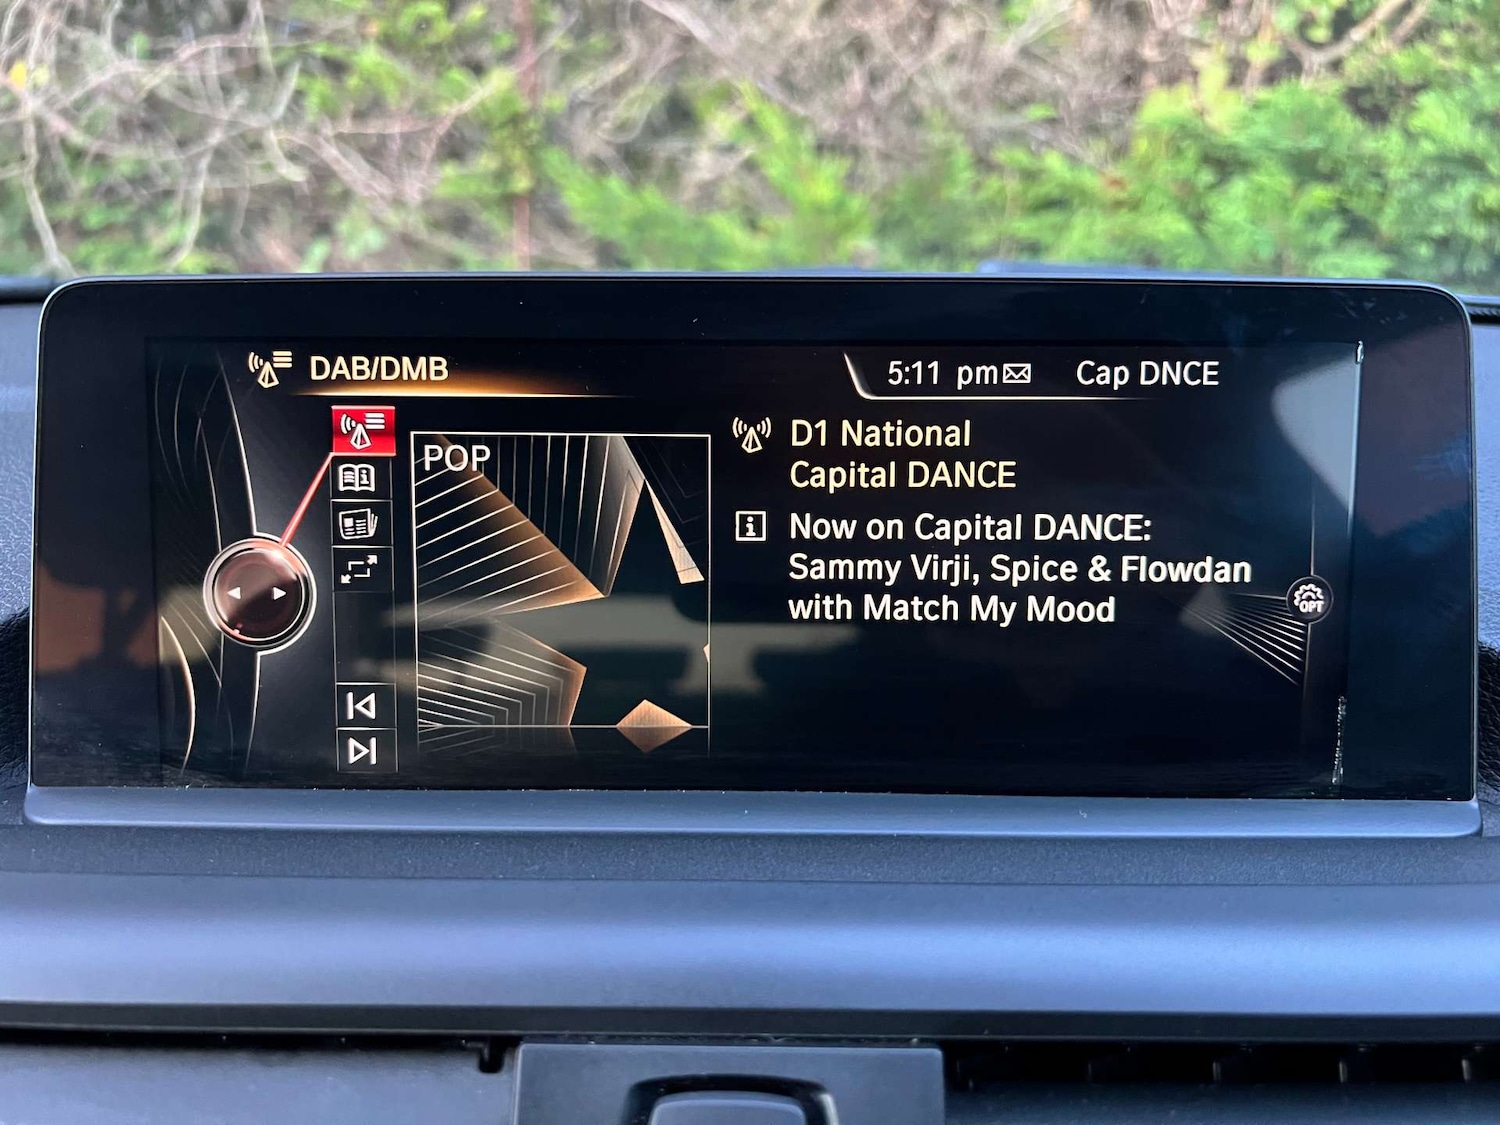 DAB/DMB
5:11 pm
Cap DNCE
POP
D1 National
Capital DANCE
Now on Capital DANCE:
Sammy Virji, Spice & Flowdan
with Match My Mood
OPT